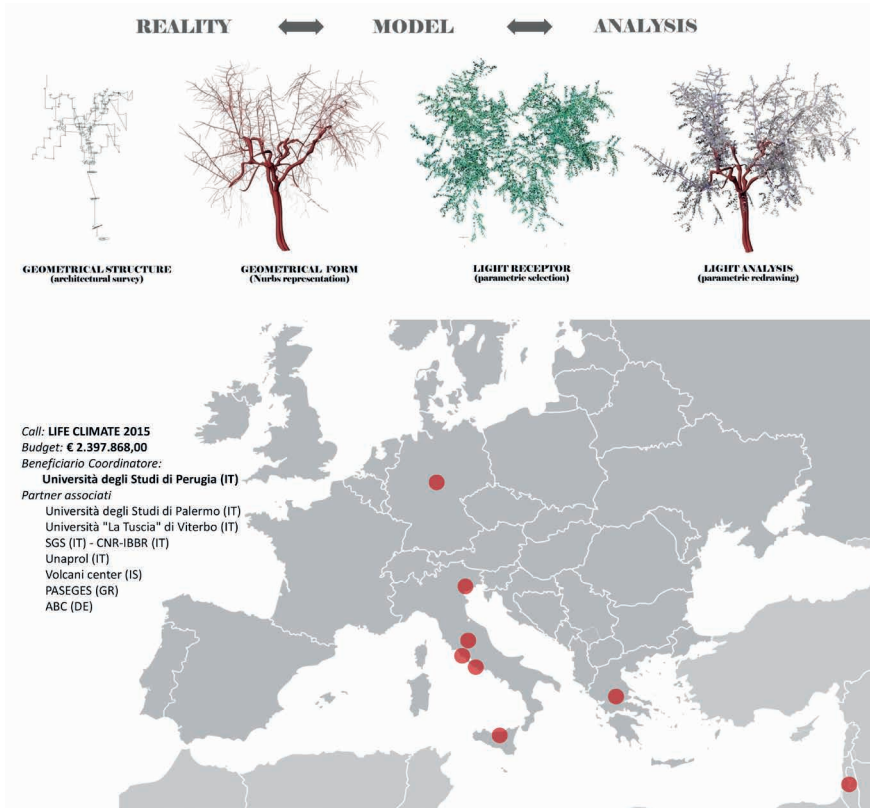 REALITY MODEL ANALYSIS
GEOMETRICAL STRUCTURE
(architectural survey)
GEOMETRICAL FORM
(Nurbs representation)
LIGHT RECEPTOR
(parametric selection)
LIGHT ANALYSIS
(parametric redrawing)
Call: LIFE CLIMATE 2015
Budget: € 2.397.868,00
Beneficiario Coordinatore:
Università degli Studi di Perugia (IT)
Partner associati
Università degli Studi di Palermo (IT)
Università "La Tuscia" di Viterbo (IT)
SGS (IT) - CNR-IBBR (IT)
Unaprol (IT)
Volcani center (IS)
PASEGES (GR)
ABC (DE)